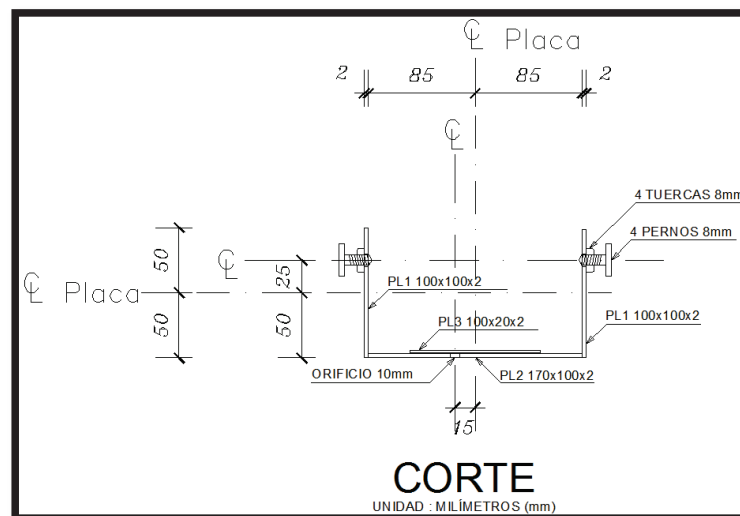 ℄ Placa
2 85 85 2
℄
4 TUERCAS 8mm
4 PERNOS 8mm
50
℄
25
℄ Placa
PL1 100x100x2
50
50
PL3 100x20x2
PL1 100x100x2
ORIFICIO 10mm
PL2 170x100x2
15
CORTE
UNIDAD : MILÍMETROS (mm)